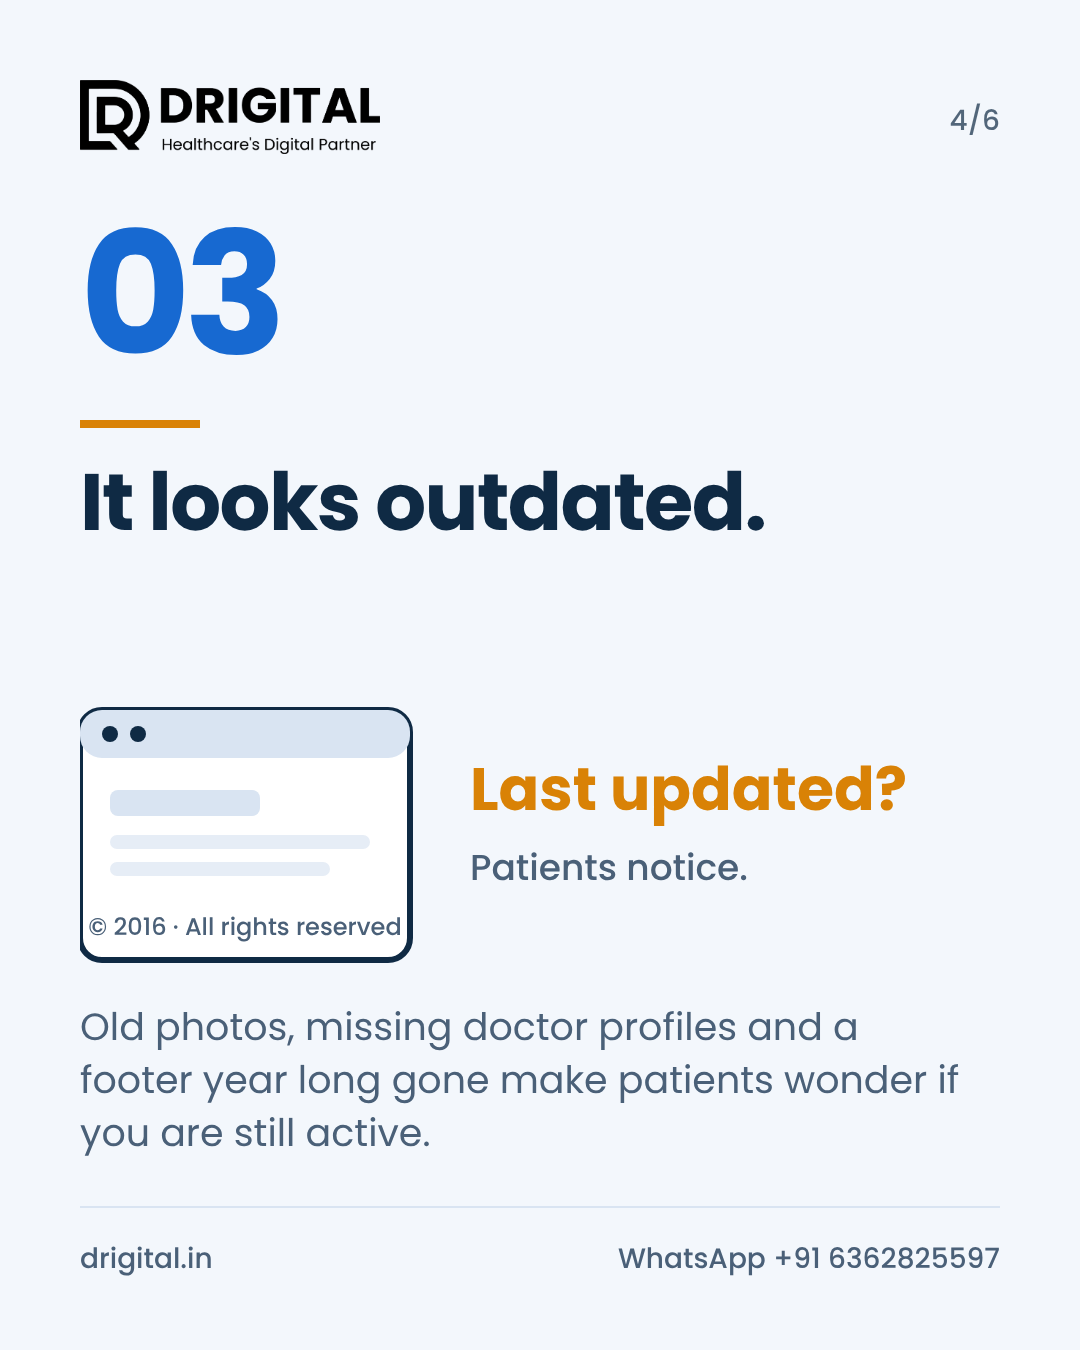 DRIGITAL
Healthcare's Digital Partner
4/6
03
It looks outdated.
Last updated?
Patients notice.
© 2016 · All rights reserved
Old photos, missing doctor profiles and a
footer year long gone make patients wonder if
you are still active.
drigital.in
WhatsApp +91 6362825597